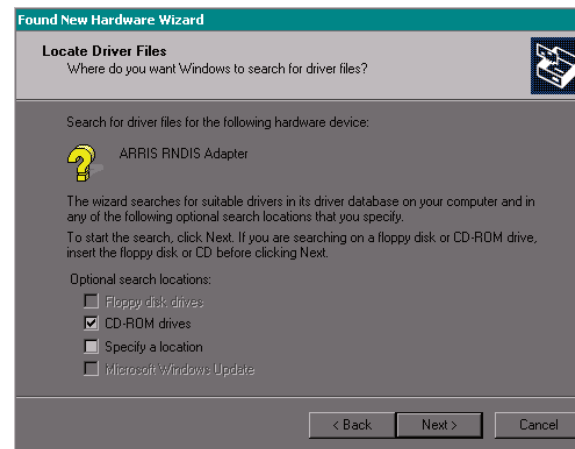 Found New Hardware Wizard
Locate Driver Files
Where do you want Windows to search for driver files?
Search for driver files for the following hardware device:
ARRIS RNDIS Adapter
The wizard searches for suitable drivers in its driver database on your computer and in
any of the following optional search locations that you specify.
To start the search, click Next. If you are searching on a floppy disk or CD-ROM drive,
insert the floppy disk or CD before clicking Next.
Optional search locations:
Floppy disk drives
CD-ROM drives
Specify a location
Microsoft Windows Update
< Back Next > Cancel